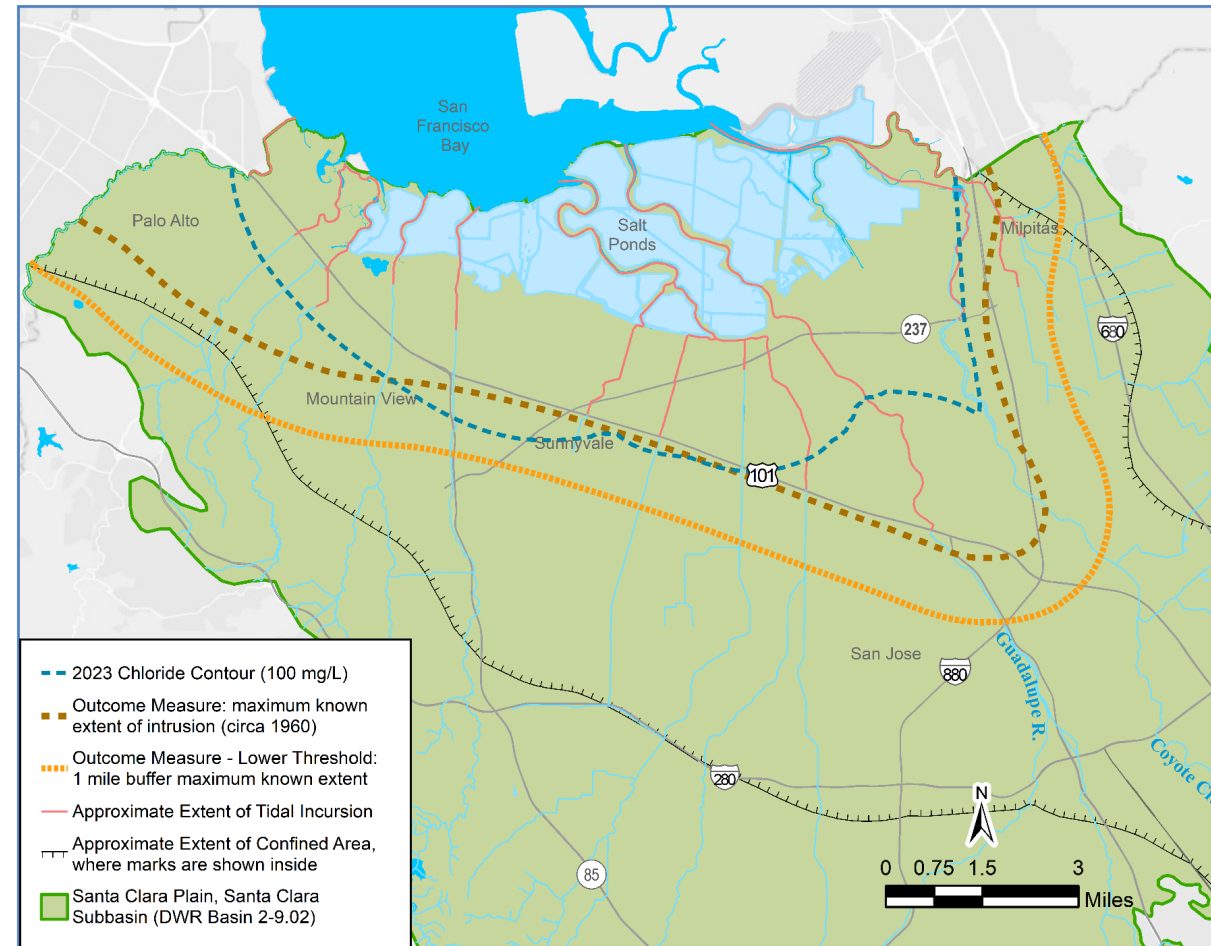 San
Francisco
Bay
Palo Alto
Salt
Ponds
Milpitas
237
680
Mountain View
Sunnyvale
101
San Jose
880
Guadalupe R.
Coyote C
280
85
N
0 0.75 1.5 3
Miles
2023 Chloride Contour (100 mg/L)
Outcome Measure: maximum known
extent of intrusion (circa 1960)
Outcome Measure - Lower Threshold:
1 mile buffer maximum known extent
Approximate Extent of Tidal Incursion
Approximate Extent of Confined Area,
where marks are shown inside
Santa Clara Plain, Santa Clara
Subbasin (DWR Basin 2-9.02)